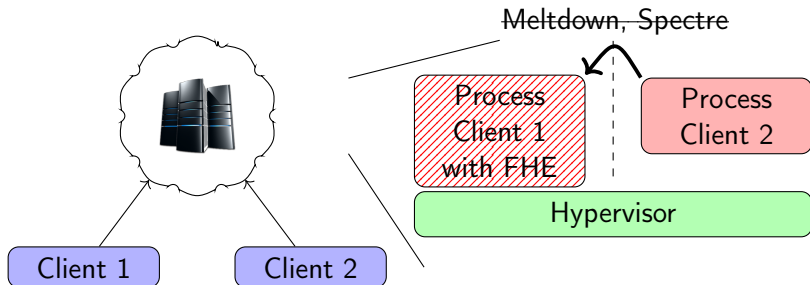 Meltdown, Spectre
Process
Client 1
with FHE
Process
Client 2
Hypervisor
Client 1
Client 2